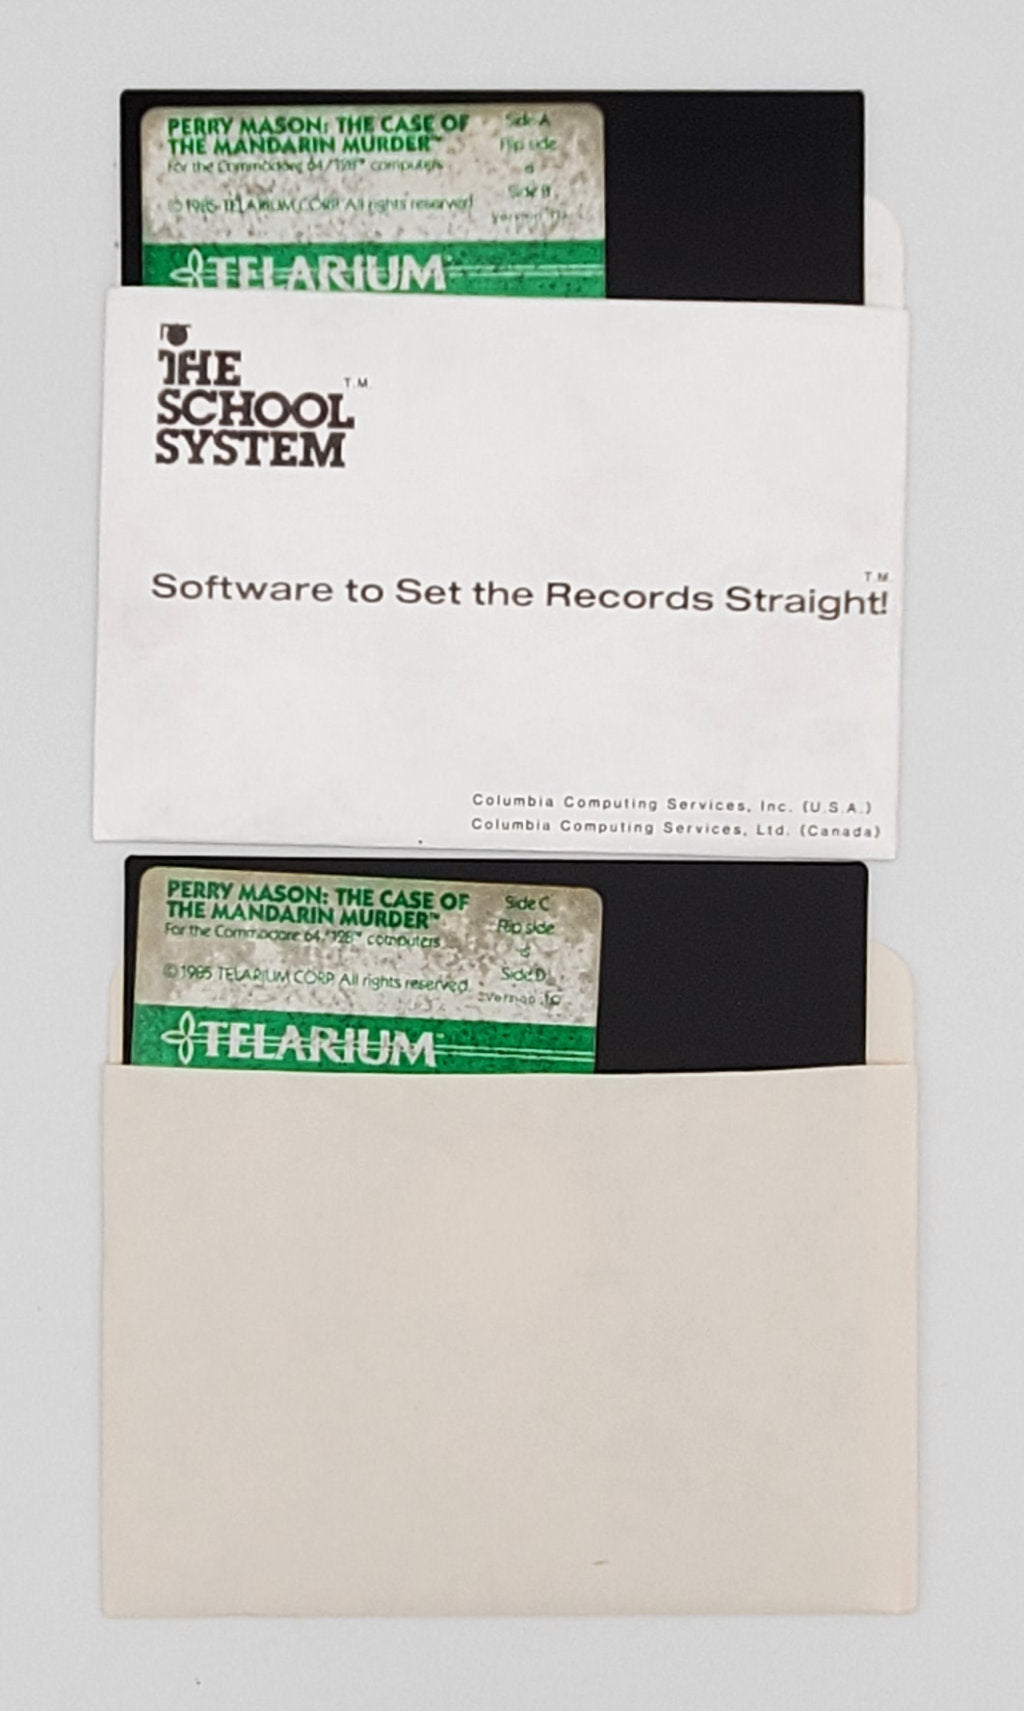 PERRY MASON: THE CASE OF
THE MANDARIN MURDER™
For the Commodore 64/128™ computers
© 1985 TELARIUM CORP. All rights reserved.
Side A
Flip side
Side B
TELARIUM™
THE
SCHOOL
SYSTEM T.M.
Software to Set the Records Straight! T.M.
Columbia Computing Services, Inc. (U.S.A.)
Columbia Computing Services, Ltd. (Canada)
PERRY MASON: THE CASE OF
THE MANDARIN MURDER™
For the Commodore 64/128™ computers
© 1985 TELARIUM CORP. All rights reserved.
Side C
Flip side
Side D
TELARIUM™